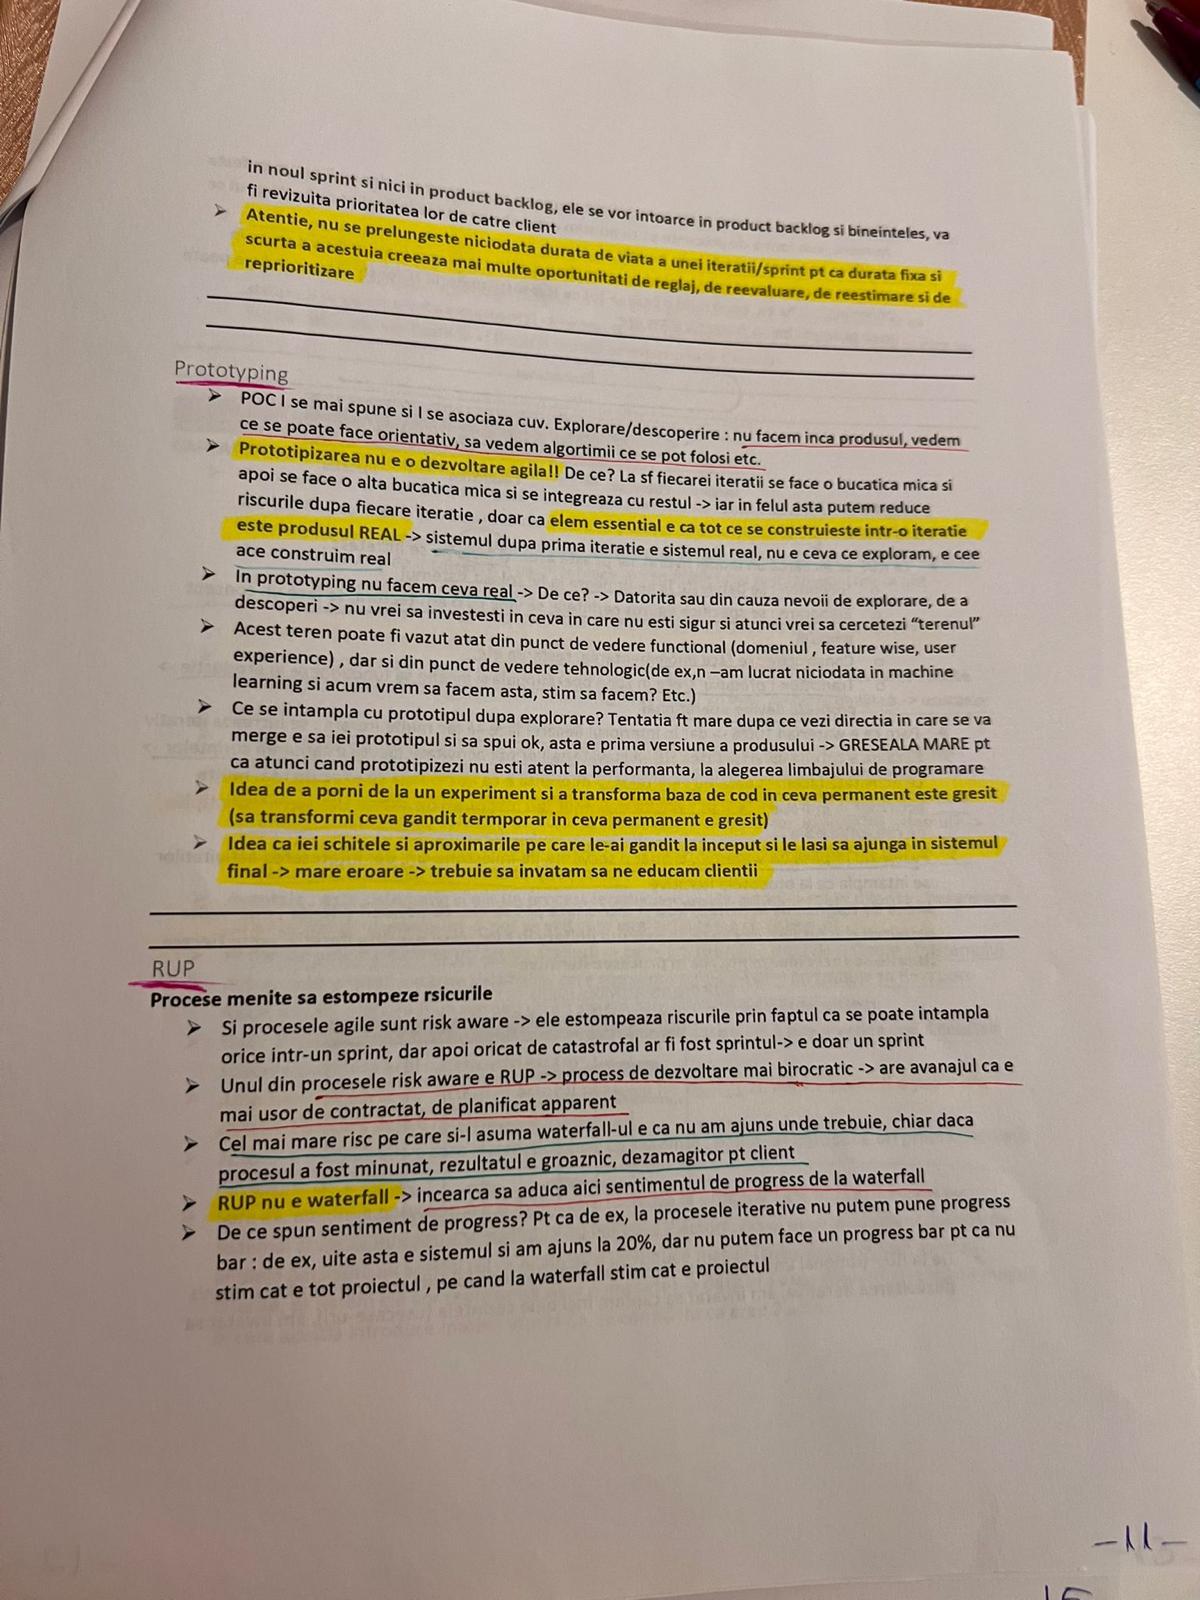 in noul sprint si nici in product backlog, ele se vor intoarce in product backlog si bineinteles, va
fi revizuita prioritatea lor de catre client
➢ Atentie, nu se prelungeste niciodata durata de viata a unei iteratii/sprint pt ca durata fixa si
scurta a acestuia creeaza mai multe oportunitati de reglaj, de reevaluare, de reestimare si de
reprioritizare
Prototyping
➢ POC I se mai spune si I se asociaza cuv. Explorare/descoperire : nu facem inca produsul, vedem
ce se poate face orientativ, sa vedem algortimii ce se pot folosi etc.
➢ Prototipizarea nu e o dezvoltare agila!! De ce? La sf fiecarei iteratii se face o bucatica mica si
apoi se face o alta bucatica mica si se integreaza cu restul -> iar in felul asta putem reduce
riscurile dupa fiecare iteratie , doar ca elem essential e ca tot ce se construieste intr-o iteratie
este produsul REAL -> sistemul dupa prima iteratie e sistemul real, nu e ceva ce exploram, e cee
ace construim real
➢ In prototyping nu facem ceva real -> De ce? -> Datorita sau din cauza nevoii de explorare, de a
descoperi -> nu vrei sa investesti in ceva in care nu esti sigur si atunci vrei sa cercetezi “terenul”
➢ Acest teren poate fi vazut atat din punct de vedere functional (domeniul , feature wise, user
experience) , dar si din punct de vedere tehnologic(de ex,n –am lucrat niciodata in machine
learning si acum vrem sa facem asta, stim sa facem? Etc.)
➢ Ce se intampla cu prototipul dupa explorare? Tentatia ft mare dupa ce vezi directia in care se va
merge e sa iei prototipul si sa spui ok, asta e prima versiune a produsului -> GRESEALA MARE pt
ca atunci cand prototipizezi nu esti atent la performanta, la alegerea limbajului de programare
➢ Idea de a porni de la un experiment si a transforma baza de cod in ceva permanent este gresit
(sa transformi ceva gandit termporar in ceva permanent e gresit)
➢ Idea ca iei schitele si aproximarile pe care le-ai gandit la inceput si le lasi sa ajunga in sistemul
final -> mare eroare -> trebuie sa invatam sa ne educam clientii
RUP
Procese menite sa estompeze rsicurile
➢ Si procesele agile sunt risk aware -> ele estompeaza riscurile prin faptul ca se poate intampla
orice intr-un sprint, dar apoi oricat de catastrofal ar fi fost sprintul-> e doar un sprint
➢ Unul din procesele risk aware e RUP -> process de dezvoltare mai birocratic -> are avanajul ca e
mai usor de contractat, de planificat apparent
➢ Cel mai mare risc pe care si-l asuma waterfall-ul e ca nu am ajuns unde trebuie, chiar daca
procesul a fost minunat, rezultatul e groaznic, dezamagitor pt client
➢ RUP nu e waterfall -> incearca sa aduca aici sentimentul de progress de la waterfall
➢ De ce spun sentiment de progress? Pt ca de ex, la procesele iterative nu putem pune progress
bar : de ex, uite asta e sistemul si am ajuns la 20%, dar nu putem face un progress bar pt ca nu
stim cat e tot proiectul , pe cand la waterfall stim cat e proiectul
-11-